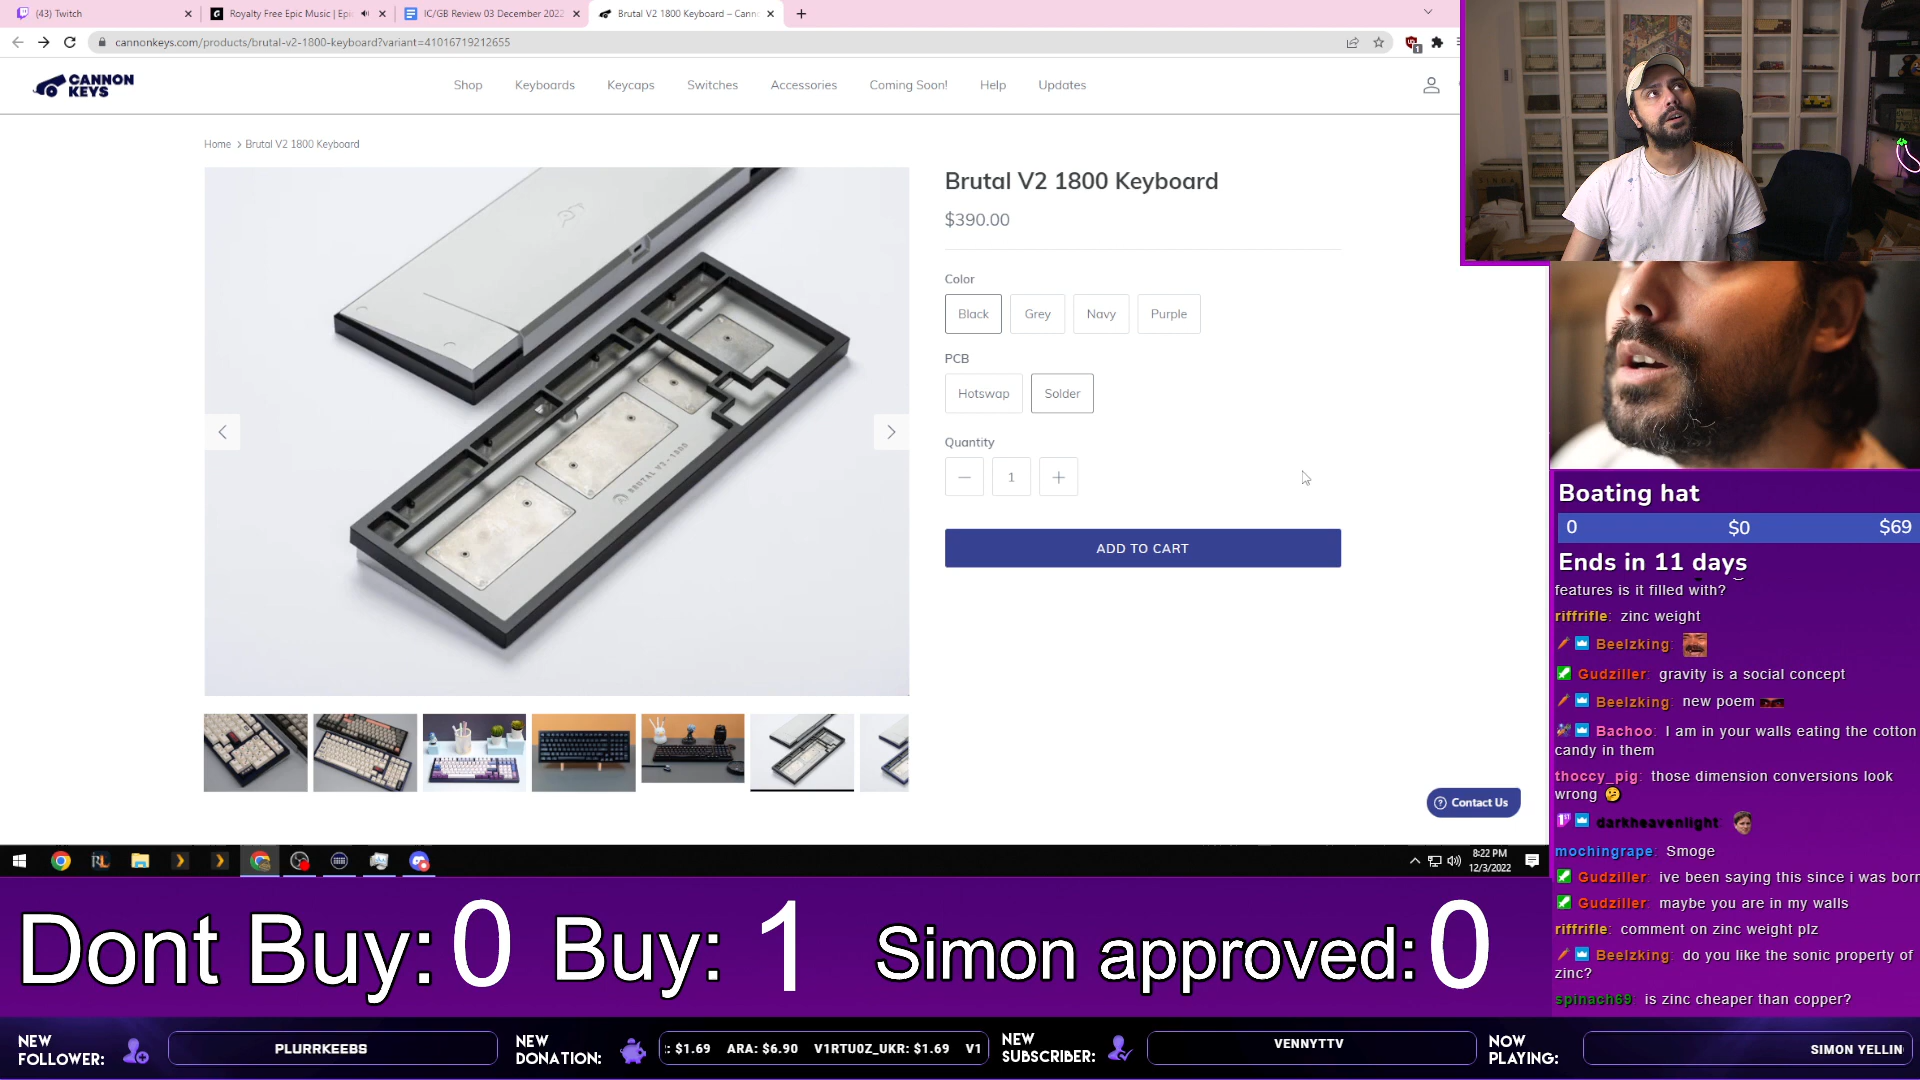 (43) Twitch
Royalty Free Epic Music | Epi
IC/GB Review 03 December 2022
Brutal V2 1800 Keyboard – Cann
cannonkeys.com/products/brutal-v2-1800-keyboard?variant=41016719212655
CANNON
KEYS
Shop
Keyboards
Keycaps
Switches
Accessories
Coming Soon!
Help
Updates
Home > Brutal V2 1800 Keyboard
BRUTAL V2 - 1800
Brutal V2 1800 Keyboard
$390.00
Color
Black
Grey
Navy
Purple
PCB
Hotswap
Solder
Quantity
1
ADD TO CART
Contact Us
8:22 PM
12/3/2022
Boating hat
0 $0 $69
Ends in 11 days
features is it filled with?
riffrifle: zinc weight
Beelzking:
Gudziller: gravity is a social concept
Beelzking: new poem
Bachoo: I am in your walls eating the cotton
candy in them
thoccy_pig: those dimension conversions look
wrong
darkheavenlight:
mochingrape: Smoge
Gudziller: ive been saying this since i was born
Gudziller: maybe you are in my walls
riffrifle: comment on zinc weight plz
Beelzking: do you like the sonic property of
zinc?
spinach69: is zinc cheaper than copper?
Dont Buy: 0 Buy: 1 Simon approved: 0
NEW
FOLLOWER:
PLURRKEEBS
NEW
DONATION:
: $1.69 ARA: $6.90 V1RTU0Z_UKR: $1.69 V1
NEW
SUBSCRIBER:
VENNYTTV
NOW
PLAYING:
SIMON YELLIN